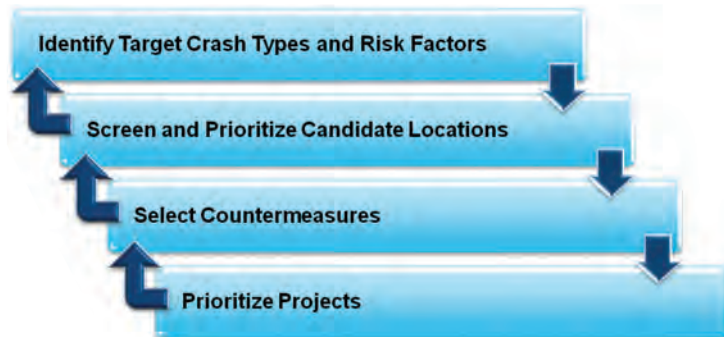 Identify Target Crash Types and Risk Factors
Screen and Prioritize Candidate Locations
Select Countermeasures
Prioritize Projects